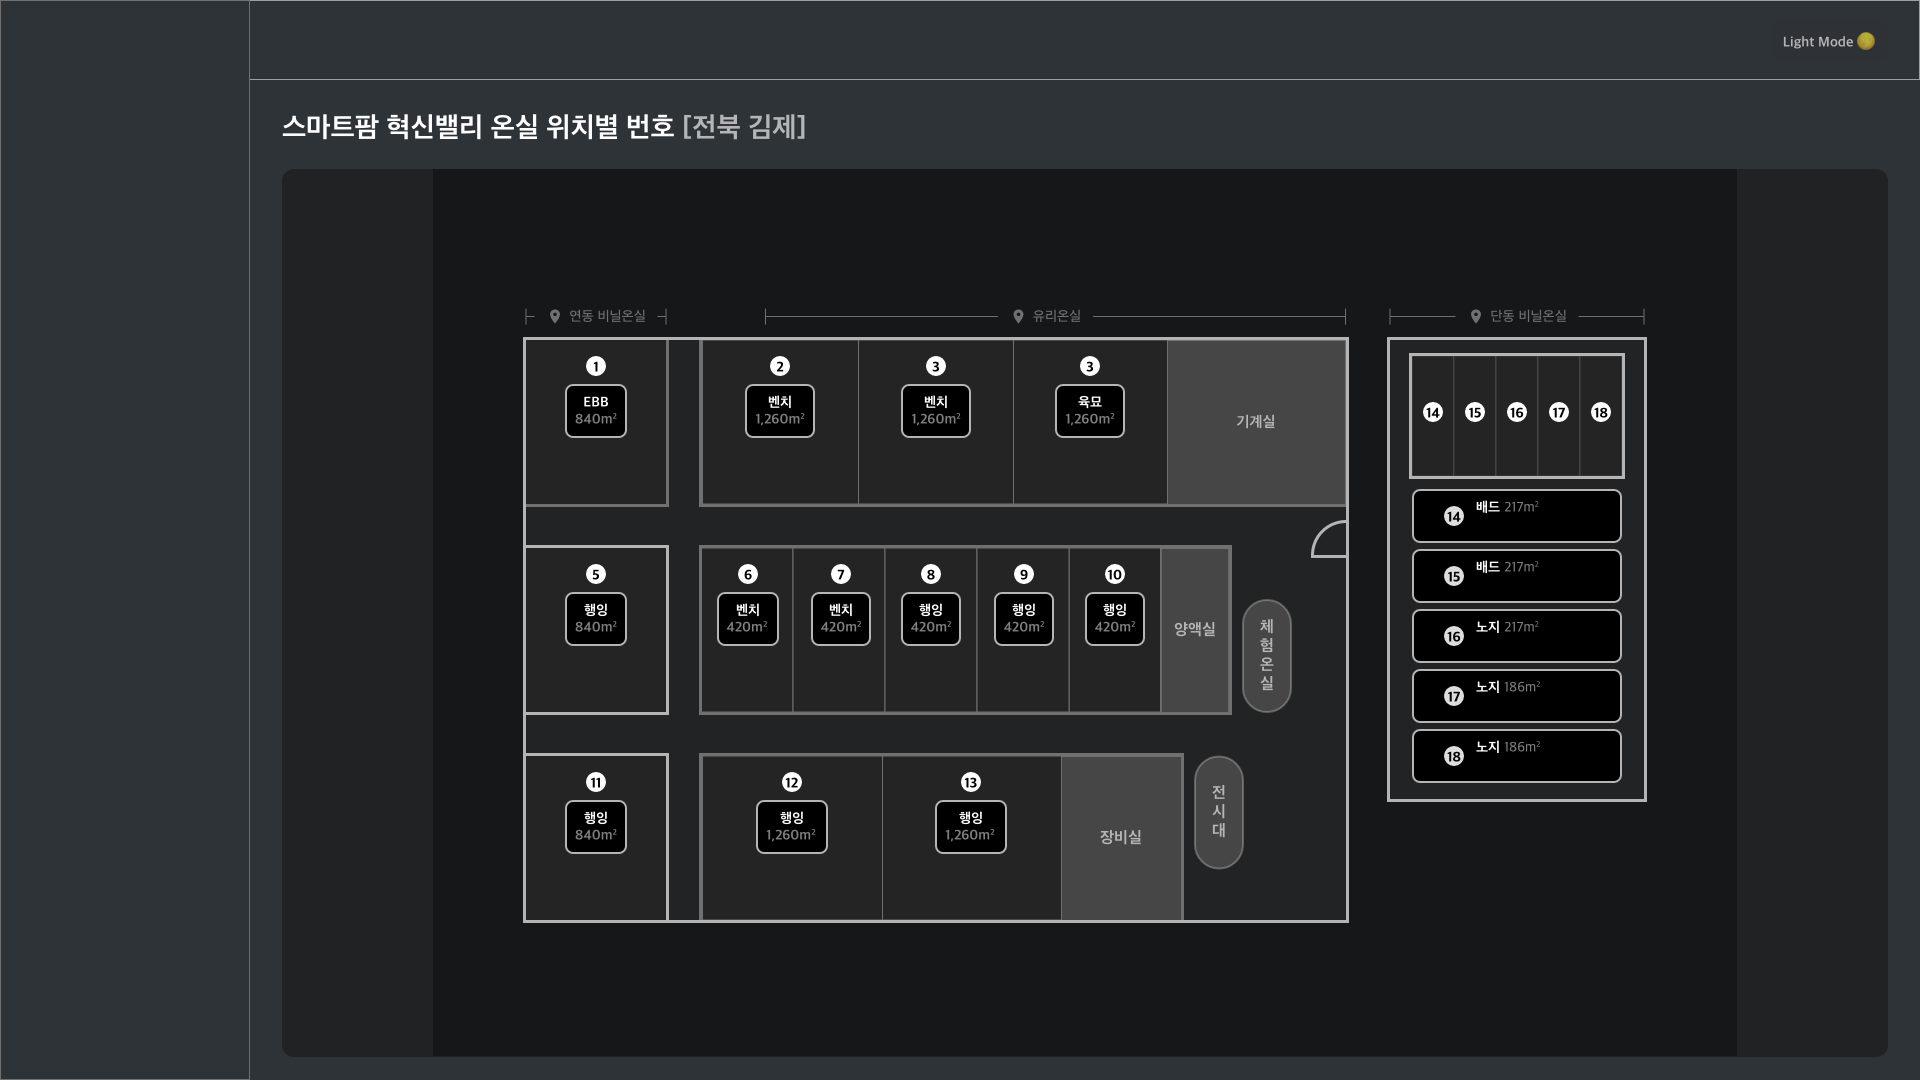 Light Mode
스마트팜 혁신밸리 온실 위치별 번호 [전북 김제]
연동 비닐온실
유리온실
단동 비닐온실
1
EBB
840m²
2
벤치
1,260m²
3
벤치
1,260m²
3
육묘
1,260m²
기계실
5
행잉
840m²
6
벤치
420m²
7
벤치
420m²
8
행잉
420m²
9
행잉
420m²
10
행잉
420m²
양액실
체
험
온
실
11
행잉
840m²
12
행잉
1,260m²
13
행잉
1,260m²
장비실
전
시
대
14 15 16 17 18
14 배드 217m²
15 배드 217m²
16 노지 217m²
17 노지 186m²
18 노지 186m²